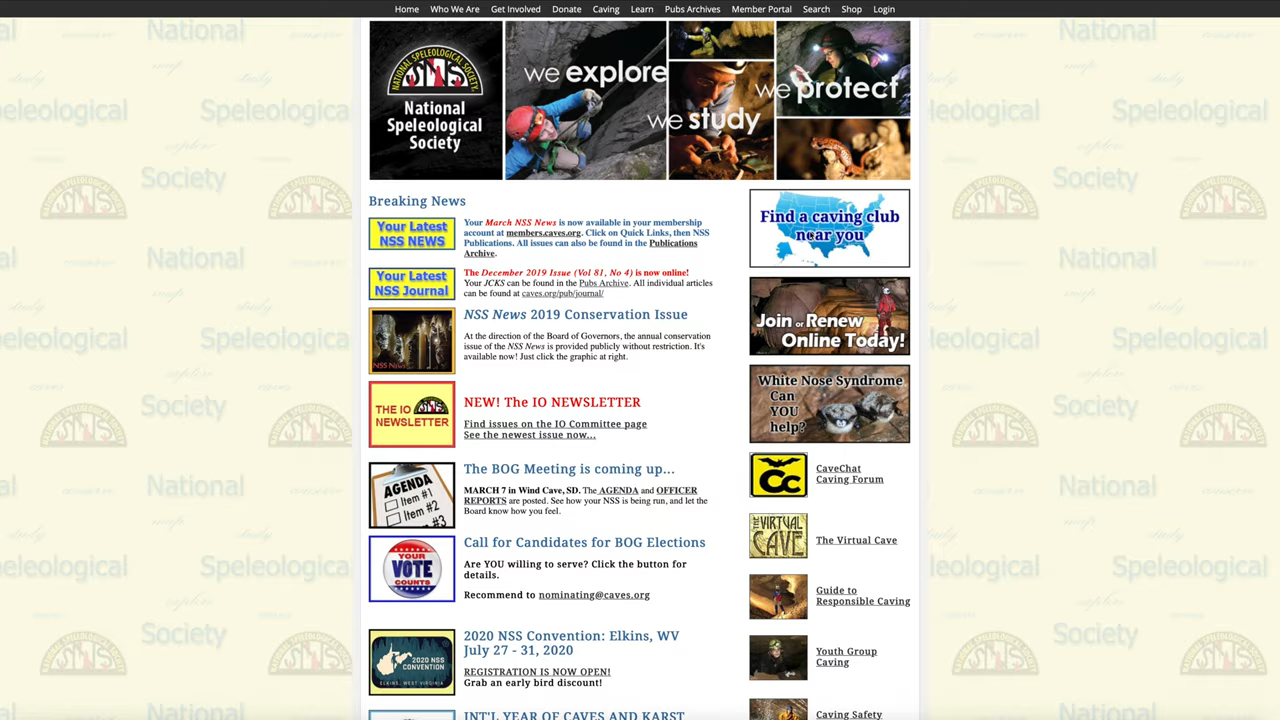 Home Who We Are Get Involved Donate Caving Learn Pubs Archives Member Portal Search Shop Login
NATIONAL SPELEOLOGICAL SOCIETY
NSS
National
Speleological
Society
we explore
we study
we protect
Breaking News
Your Latest
NSS NEWS
Your March NSS News is now available in your membership
account at members.caves.org. Click on Quick Links, then NSS
Publications. All issues can also be found in the Publications
Archive.
Your Latest
NSS Journal
The December 2019 Issue (Vol 81, No 4) is now online!
Your JCKS can be found in the Pubs Archive. All individual articles
can be found at caves.org/pub/journal/
NSS News
NSS News 2019 Conservation Issue
At the direction of the Board of Governors, the annual conservation
issue of the NSS News is provided publicly without restriction. It's
available now! Just click the graphic at right.
THE IO
NEWSLETTER
NEW! The IO NEWSLETTER
Find issues on the IO Committee page
See the newest issue now...
AGENDA
Item #1
Item #2
#3
The BOG Meeting is coming up...
MARCH 7 in Wind Cave, SD. The AGENDA and OFFICER
REPORTS are posted. See how your NSS is being run, and let the
Board know how you feel.
YOUR
VOTE
COUNTS
Call for Candidates for BOG Elections
Are YOU willing to serve? Click the button for
details.
Recommend to nominating@caves.org
2020 NSS
CONVENTION
ELKINS, WEST VIRGINIA
2020 NSS Convention: Elkins, WV
July 27 - 31, 2020
REGISTRATION IS NOW OPEN!
Grab an early bird discount!
INT'L YEAR OF CAVES AND KARST
Find a caving club
near you
Join or Renew
Online Today!
White Nose Syndrome
Can
YOU
help?
Cc
CaveChat
Caving Forum
THE VIRTUAL
CAVE
The Virtual Cave
Guide to
Responsible Caving
Youth Group
Caving
Caving Safety
National
Speleological
Society
study
explore
conserve